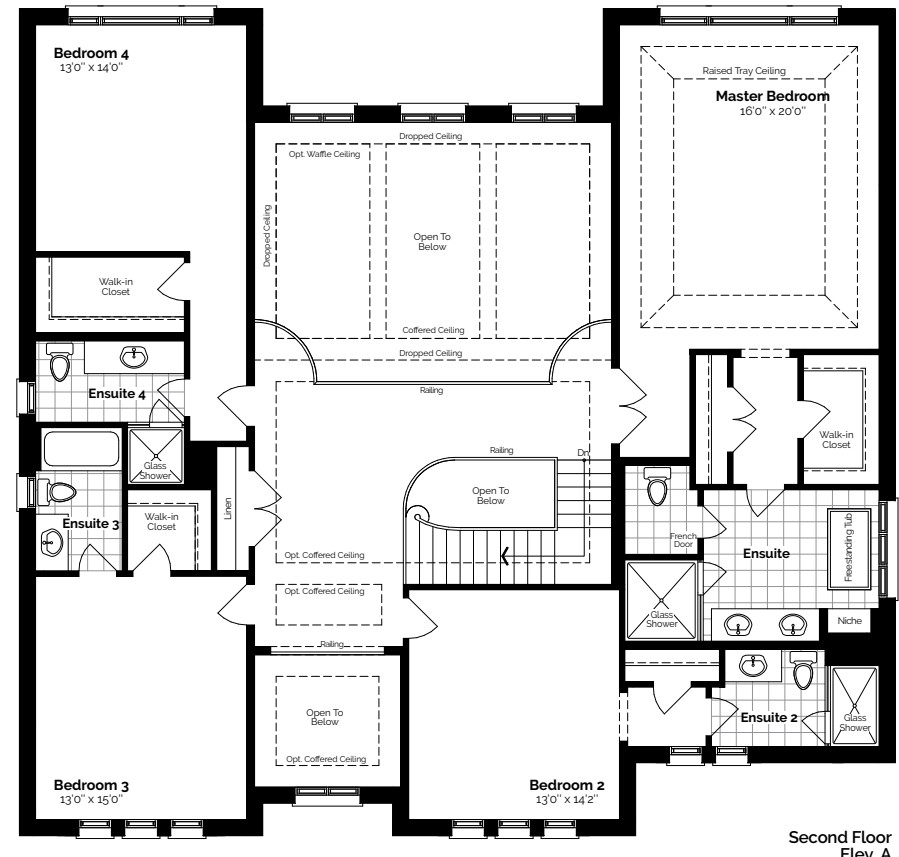 Bedroom 4
13'0" x 14'0"
Raised Tray Ceiling
Master Bedroom
16'0" x 20'0"
Dropped Ceiling
Opt. Waffle Ceiling
Dropped Ceiling
Open To
Below
Walk-in
Closet
Coffered Ceiling
Dropped Ceiling
Railing
Ensuite 4
Walk-in
Closet
Glass
Shower
Railing
Dn
Open To
Below
Linen
Walk-in
Closet
Ensuite 3
French
Door
Ensuite
Freestanding Tub
Opt. Coffered Ceiling
Opt. Coffered Ceiling
Glass
Shower
Niche
Railing
Open To
Below
Opt. Coffered Ceiling
Ensuite 2
Glass
Shower
Bedroom 3
13'0" x 15'0"
Bedroom 2
13'0" x 14'2"
Second Floor
Elev. A